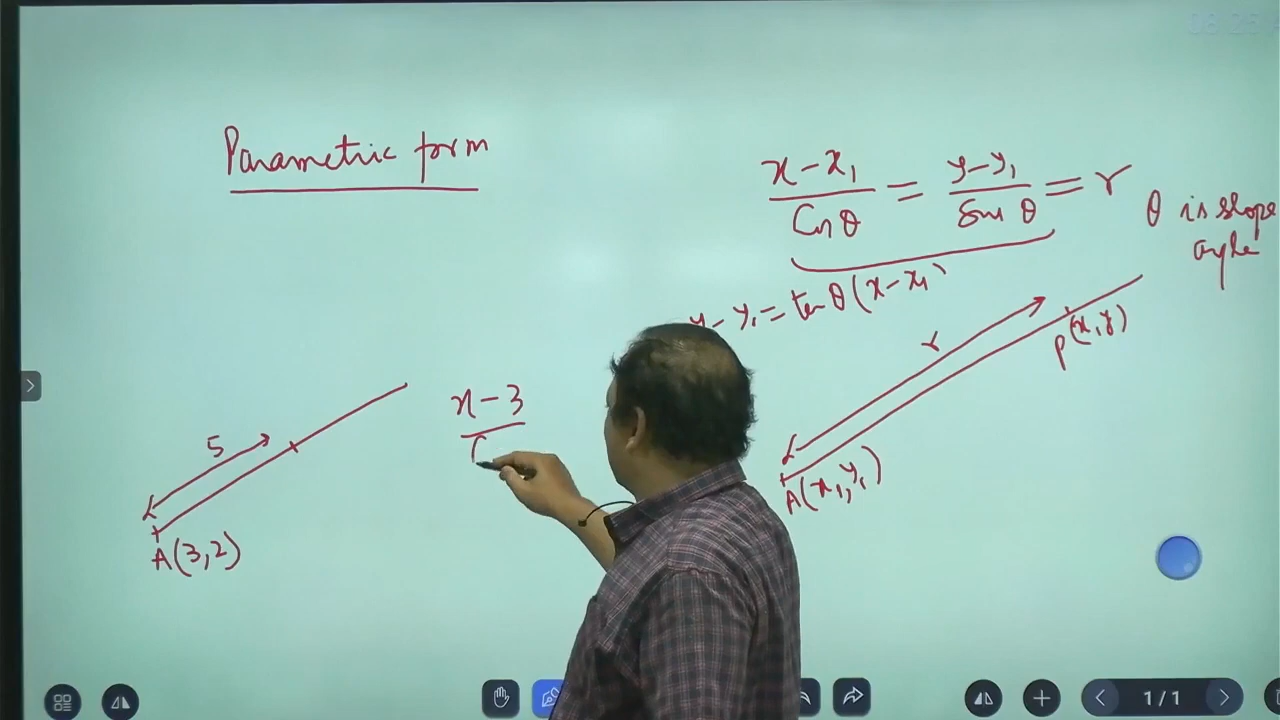 Parametric form
x - x₁ / Cos θ = y - y₁ / Sin θ = r
θ is slope
angle
y - y₁ = tan θ (x - x₁)
r
P(x, y)
x - 3
5
A(x₁, y₁)
A(3, 2)
1/1